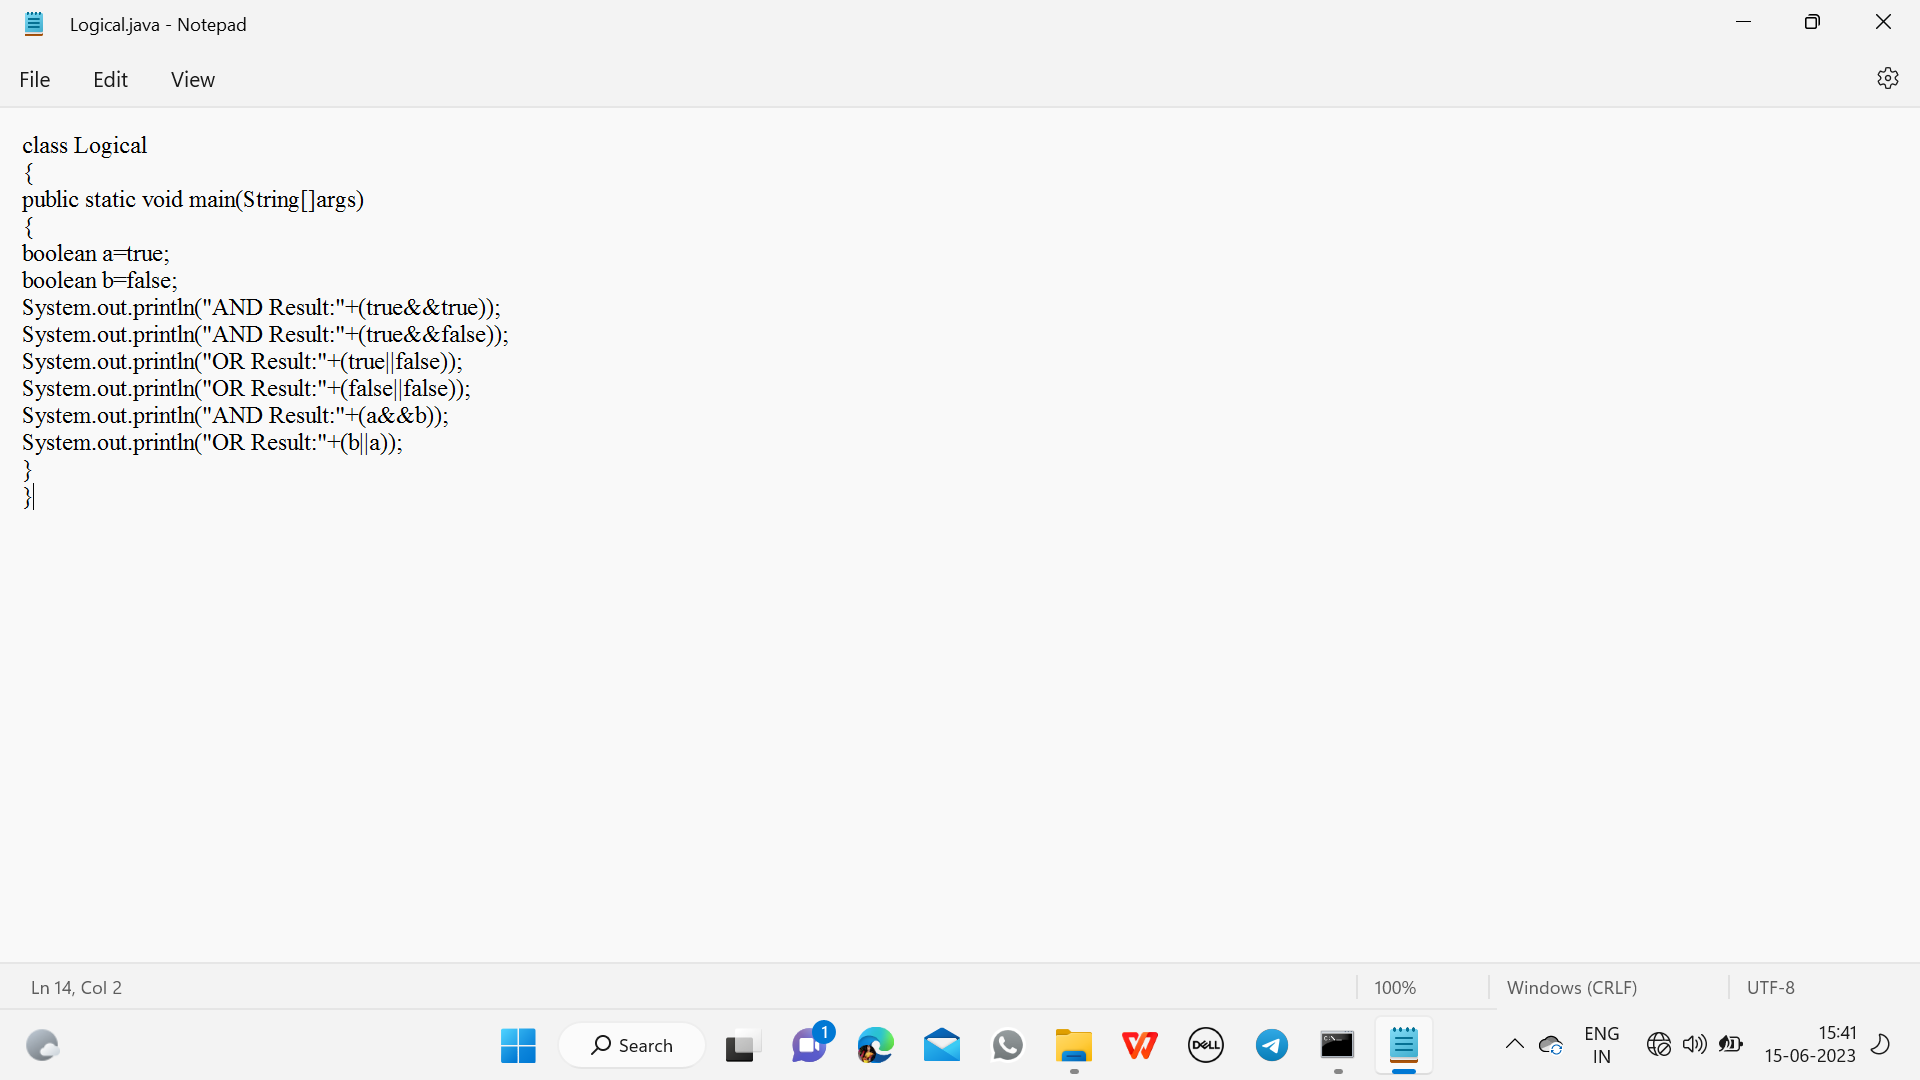 Logical.java - Notepad
File Edit View
class Logical
{
public static void main(String[]args)
{
boolean a=true;
boolean b=false;
System.out.println("AND Result:"+(true&&true));
System.out.println("AND Result:"+(true&&false));
System.out.println("OR Result:"+(true||false));
System.out.println("OR Result:"+(false||false));
System.out.println("AND Result:"+(a&&b));
System.out.println("OR Result:"+(b||a));
}
}
Ln 14, Col 2 100% Windows (CRLF) UTF-8
Search 1 DELL ENG 15:41
IN 15-06-2023